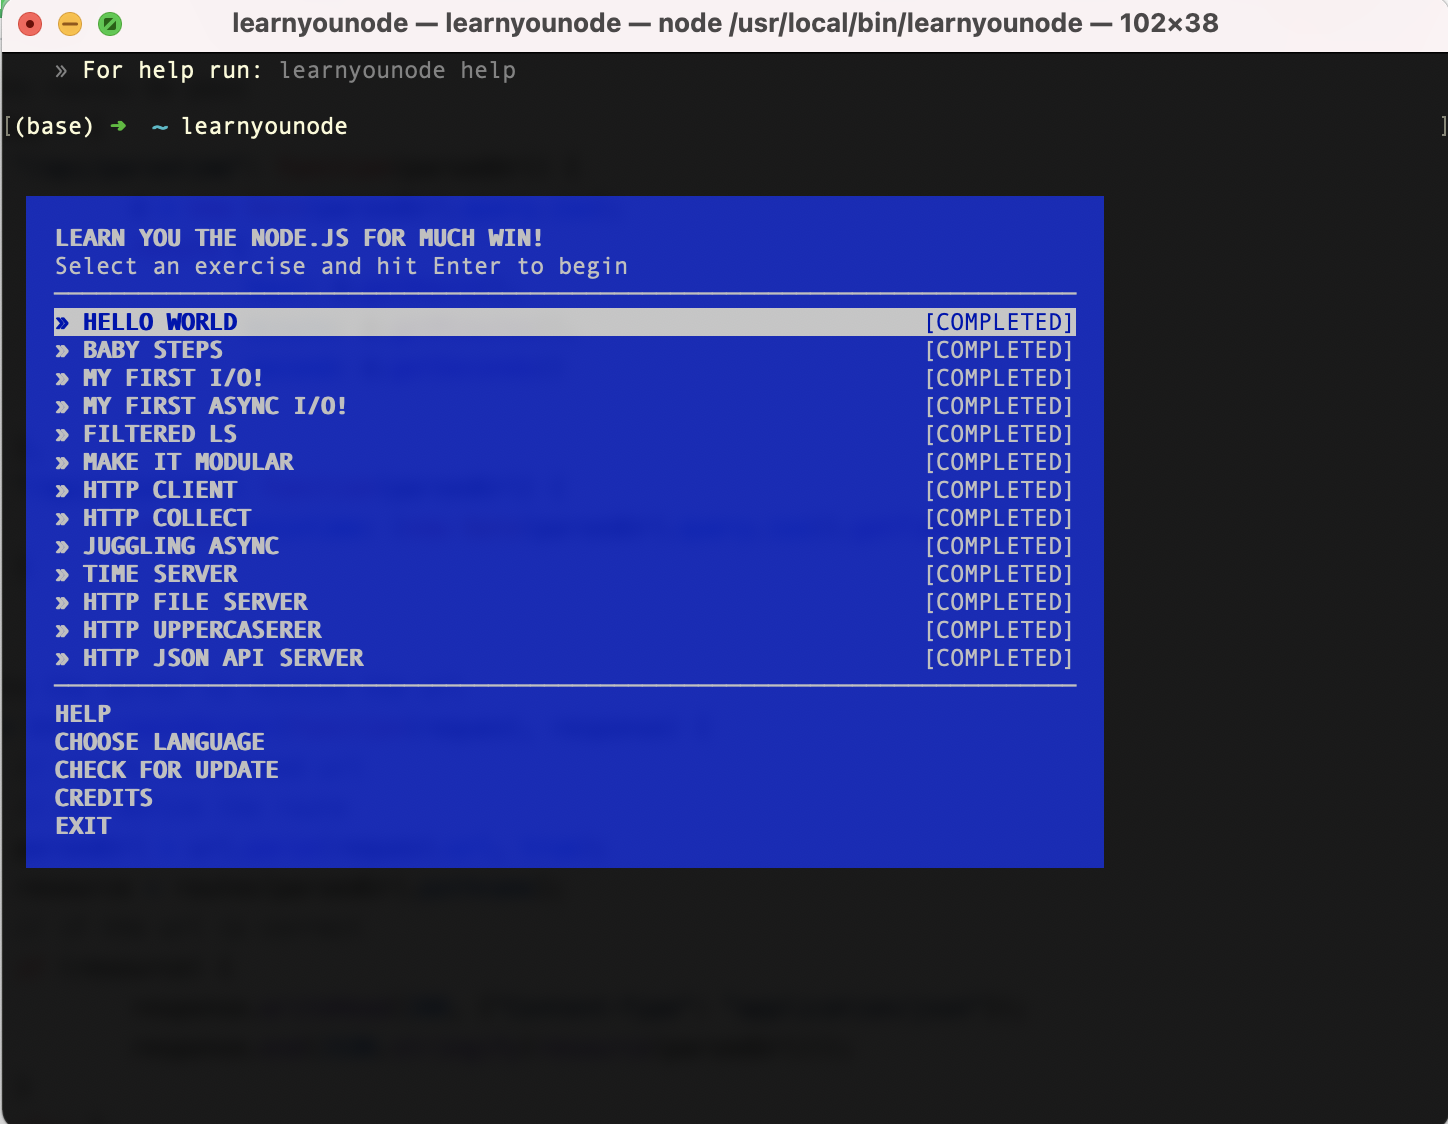 learnyounode — learnyounode — node /usr/local/bin/learnyounode — 102×38
» For help run: learnyounode help
[(base) ➜  ~ learnyounode ]
LEARN YOU THE NODE.JS FOR MUCH WIN!
Select an exercise and hit Enter to begin
» HELLO WORLD [COMPLETED]
» BABY STEPS [COMPLETED]
» MY FIRST I/O! [COMPLETED]
» MY FIRST ASYNC I/O! [COMPLETED]
» FILTERED LS [COMPLETED]
» MAKE IT MODULAR [COMPLETED]
» HTTP CLIENT [COMPLETED]
» HTTP COLLECT [COMPLETED]
» JUGGLING ASYNC [COMPLETED]
» TIME SERVER [COMPLETED]
» HTTP FILE SERVER [COMPLETED]
» HTTP UPPERCASERER [COMPLETED]
» HTTP JSON API SERVER [COMPLETED]
HELP
CHOOSE LANGUAGE
CHECK FOR UPDATE
CREDITS
EXIT